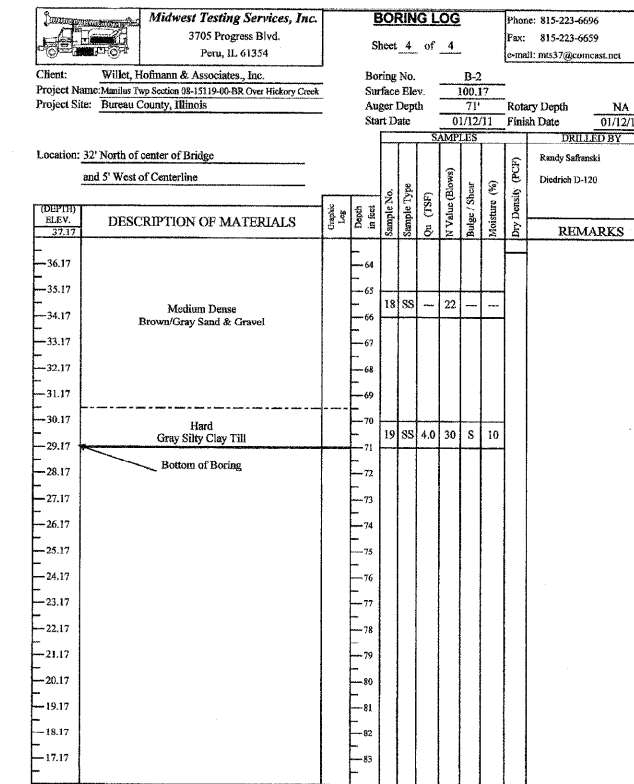 Midwest Testing Services, Inc.
3705 Progress Blvd.
Peru, IL 61354
BORING LOG
Sheet 4 of 4
Phone: 815-223-6696
Fax: 815-223-6659
e-mail: mts37@comcast.net
Client: Willet, Hofmann & Associates., Inc.
Project Name: Manilus Twp Section 08-15119-00-BR Over Hickory Creek
Project Site: Bureau County, Illinois
Boring No. B-2
Surface Elev. 100.17
Auger Depth 71' Rotary Depth NA
Start Date 01/12/11 Finish Date 01/12/1
Location: 32' North of center of Bridge
and 5' West of Centerline
SAMPLES
DRILLED BY
Randy Safranski
Diedrich D-120
(DEPTH)
ELEV.
37.17
DESCRIPTION OF MATERIALS
Graphic Log
Depth in feet
Sample No.
Sample Type
Qu (TSF)
N Value (Blows)
Bulge / Shear
Moisture (%)
Dry Density (PCF)
REMARKS
36.17 64
35.17 65
Medium Dense
18 SS --- 22 --- ---
34.17 66
Brown/Gray Sand & Gravel
33.17 67
32.17 68
31.17 69
30.17 70
Hard
Gray Silty Clay Till
19 SS 4.0 30 S 10
29.17 71
Bottom of Boring
28.17 72
27.17 73
26.17 74
25.17 75
24.17 76
23.17 77
22.17 78
21.17 79
20.17 80
19.17 81
18.17 82
17.17 83